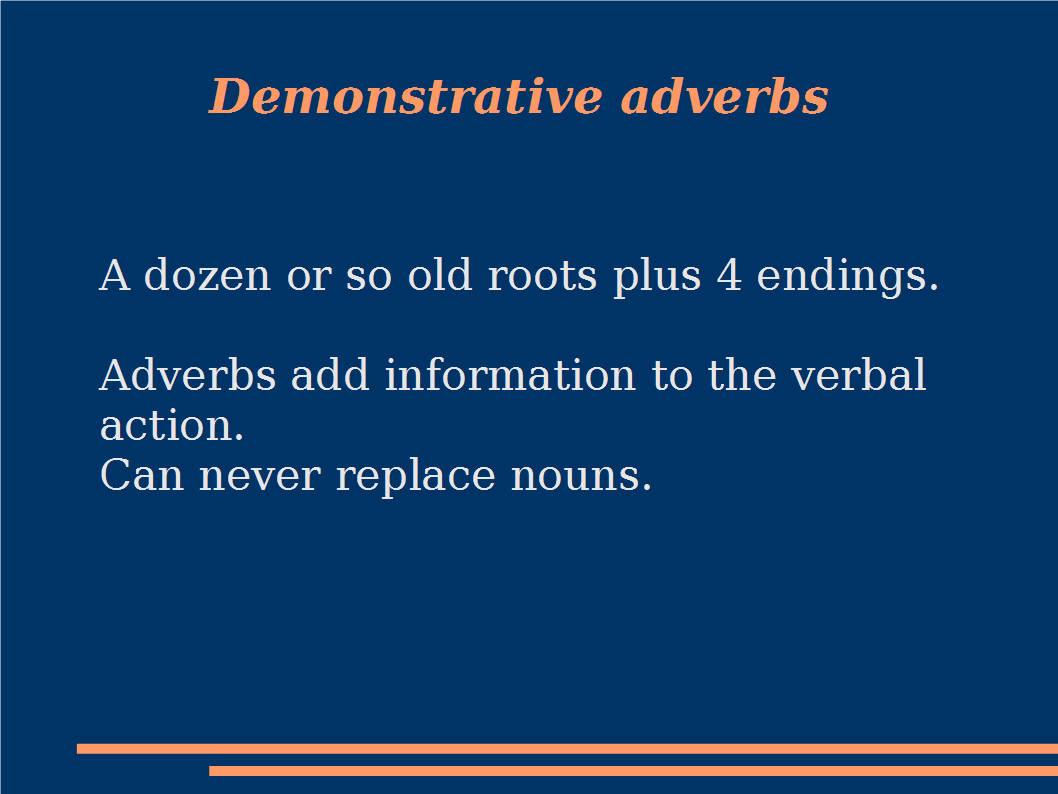 Demonstrative adverbs
A dozen or so old roots plus 4 endings.
Adverbs add information to the verbal
action.
Can never replace nouns.